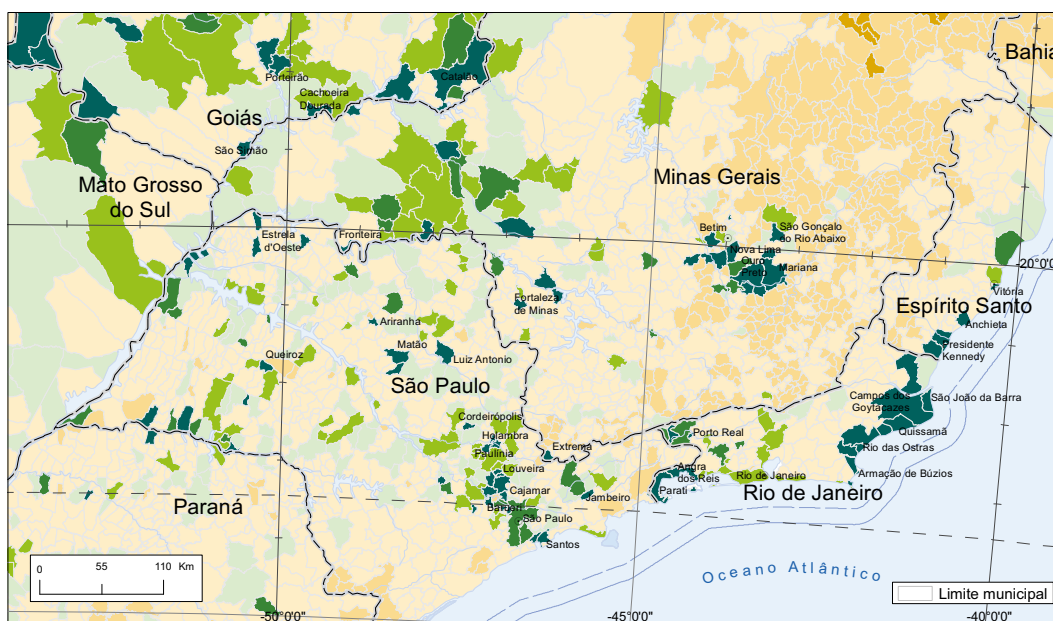 Bahia
Porteirão
Catalão
Cachoeira
Dourada
Goiás
São Simão
Mato Grosso
do Sul
Minas Gerais
Estrela
d'Oeste
Fronteira
Betim
São Gonçalo
do Rio Abaixo
Nova Lima
Ouro
Preto
Mariana
-20°0'0"
Vitória
Espírito Santo
Anchieta
Presidente
Kennedy
Fortaleza
de Minas
Ariranha
Matão
Luiz Antonio
Queiroz
São Paulo
Campos dos
Goytacazes
São João da Barra
Quissamã
Rio das Ostras
Armação de Búzios
Cordeirópolis
Holambra
Paulínia
Louveira
Extrema
Porto Real
Angra
dos Reis
Parati
Rio de Janeiro
Rio de Janeiro
Cajamar
Jambeiro
Barueri
São Paulo
Santos
Paraná
Oceano Atlântico
0 55 110 Km
Limite municipal
-50°0'0"
-45°0'0"
-40°0'0"